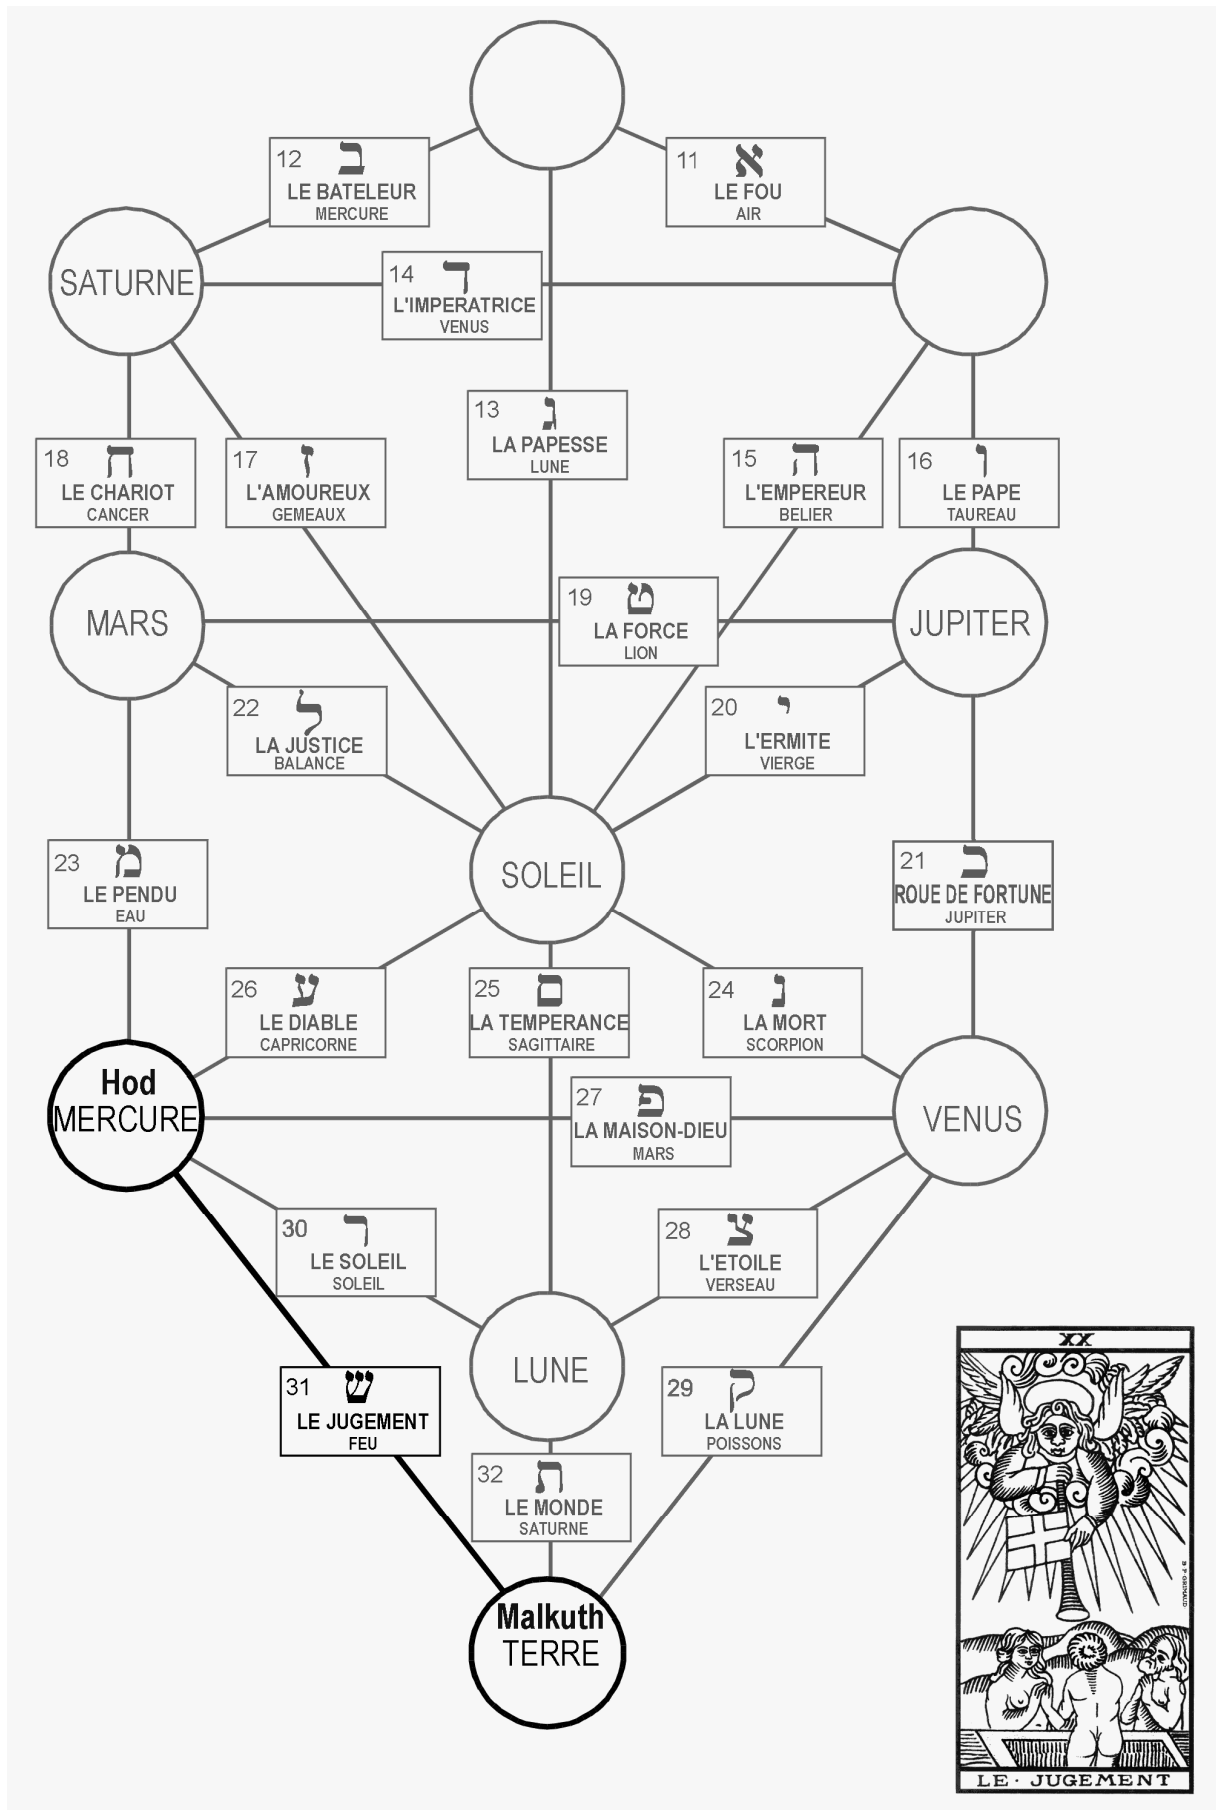 12 ב
LE BATELEUR
MERCURE
11 א
LE FOU
AIR
SATURNE
14 ד
L'IMPERATRICE
VENUS
13 ג
LA PAPESSE
LUNE
18 ח
LE CHARIOT
CANCER
17 ז
L'AMOUREUX
GEMEAUX
15 ה
L'EMPEREUR
BELIER
16 ו
LE PAPE
TAUREAU
MARS
19 ט
LA FORCE
LION
JUPITER
22 ל
LA JUSTICE
BALANCE
20 י
L'ERMITE
VIERGE
23 מ
LE PENDU
EAU
SOLEIL
21 כ
ROUE DE FORTUNE
JUPITER
26 ע
LE DIABLE
CAPRICORNE
25 ם
LA TEMPERANCE
SAGITTAIRE
24 נ
LA MORT
SCORPION
Hod
MERCURE
27 פ
LA MAISON-DIEU
MARS
VENUS
30 ר
LE SOLEIL
SOLEIL
28 צ
L'ETOILE
VERSEAU
LUNE
31 ש
LE JUGEMENT
FEU
29 ק
LA LUNE
POISSONS
32 ת
LE MONDE
SATURNE
Malkuth
TERRE
XX
B.P. GRIMAUD
LE · JUGEMENT